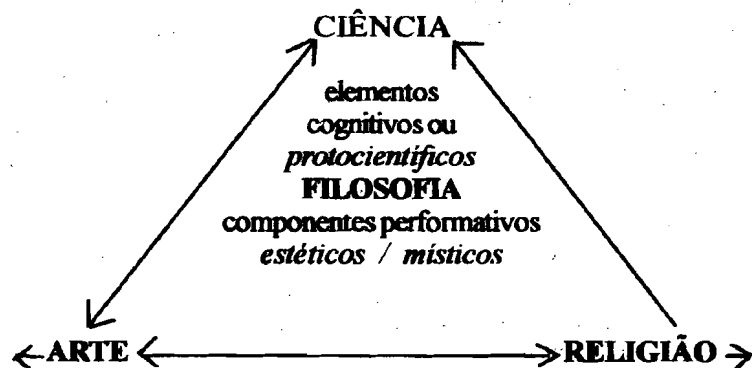 CIÊNCIA
elementos
cognitivos ou
protocientíficos
FILOSOFIA
componentes performativos
estéticos / místicos
ARTE RELIGIÃO